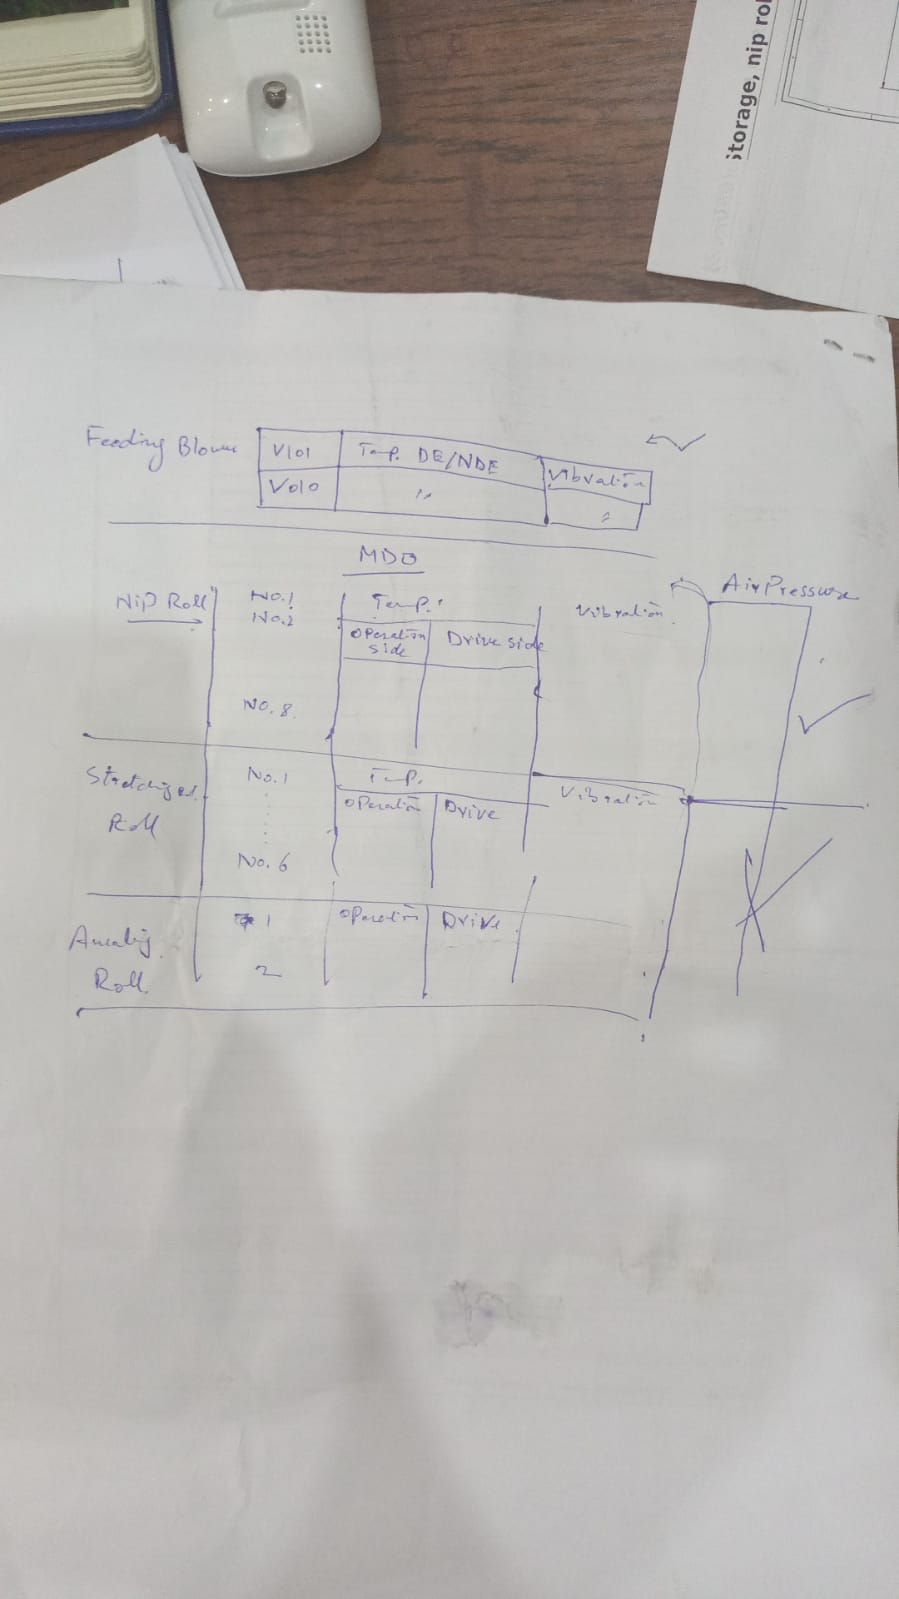 storage, nip rol
Feeding Blower V101 Temp. DE/NDE Vibration
V010 " "
MDO
Nip Roll No.1 Temp. Vibration Air Pressure
No.2 Operation side Drive side
No. 8.
Stretching Roll No.1 Temp. Vibration
Operation Drive
No. 6
Roll 1 Operation Drive
2